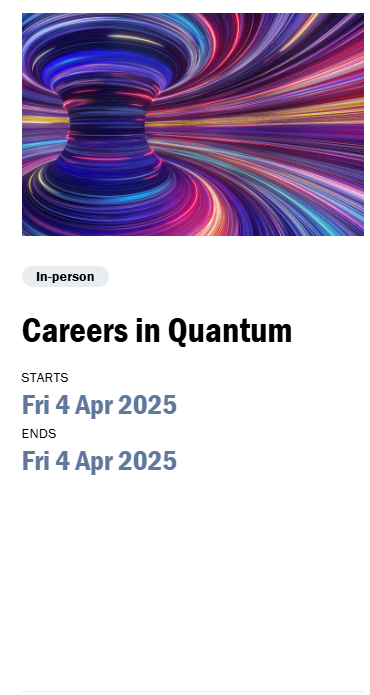 In-person
Careers in Quantum
STARTS
Fri 4 Apr 2025
ENDS
Fri 4 Apr 2025